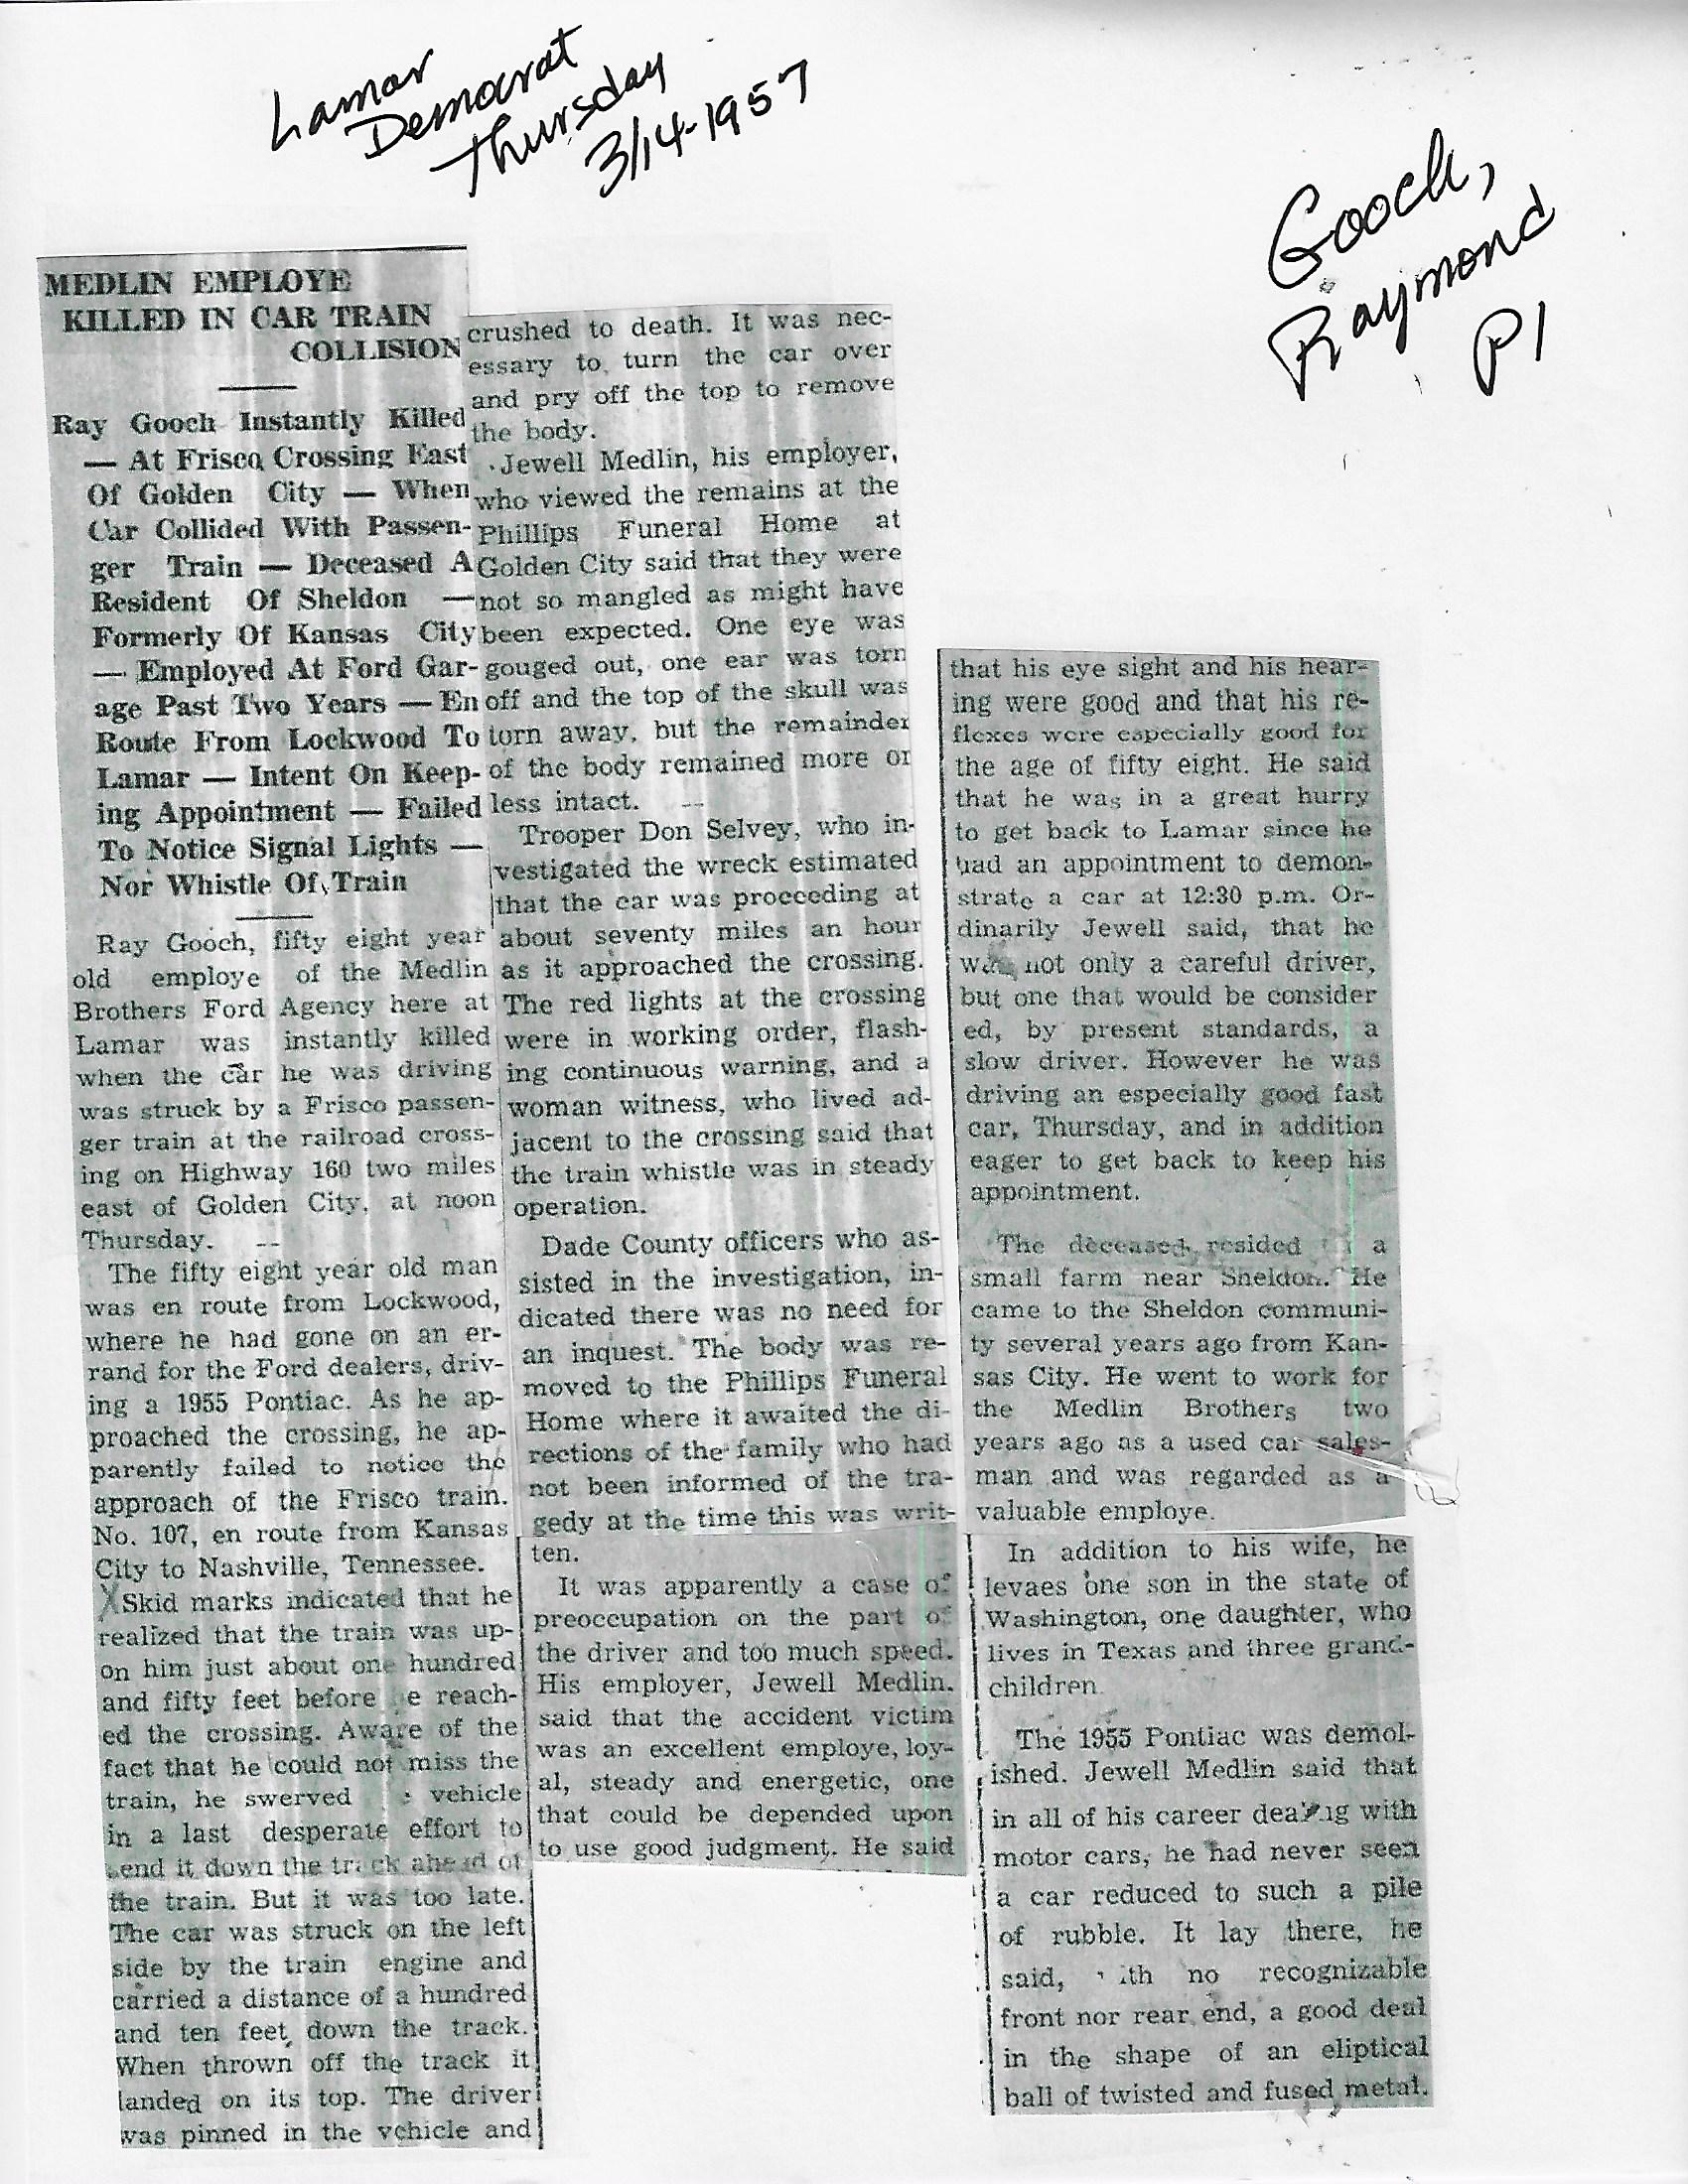 Lamar
Democrat
Thursday
3/14-1957
Gooch,
Raymond
P1
MEDLIN EMPLOYE
KILLED IN CAR TRAIN
COLLISION
Ray Gooch Instantly Killed
— At Frisco Crossing East
Of Golden City — When
Car Collided With Passen-
ger Train — Deceased A
Resident Of Sheldon —
Formerly Of Kansas City
— Employed At Ford Gar-
age Past Two Years — En
Route From Lockwood To
Lamar — Intent On Keep-
ing Appointment — Failed
To Notice Signal Lights —
Nor Whistle Of Train
Ray Gooch, fifty eight year
old employe of the Medlin
Brothers Ford Agency here at
Lamar was instantly killed
when the car he was driving
was struck by a Frisco passen-
ger train at the railroad cross-
ing on Highway 160 two miles
east of Golden City, at noon
Thursday. --
The fifty eight year old man
was en route from Lockwood,
where he had gone on an er-
rand for the Ford dealers, driv-
ing a 1955 Pontiac. As he ap-
proached the crossing, he ap-
parently failed to notice the
approach of the Frisco train.
No. 107, en route from Kansas
City to Nashville, Tennessee.
X Skid marks indicated that he
realized that the train was up-
on him just about one hundred
and fifty feet before e reach-
ed the crossing. Aware of the
fact that he could not miss the
train, he swerved vehicle
in a last desperate effort to
end it down the track ahead of
the train. But it was too late.
The car was struck on the left
side by the train engine and
carried a distance of a hundred
and ten feet down the track.
When thrown off the track it
landed on its top. The driver
was pinned in the vehicle and
crushed to death. It was nec-
essary to turn the car over
and pry off the top to remove
the body.
Jewell Medlin, his employer,
who viewed the remains at the
Phillips Funeral Home at
Golden City said that they were
not so mangled as might have
been expected. One eye was
gouged out, one ear was torn
off and the top of the skull was
torn away, but the remainder
of the body remained more or
less intact. --
Trooper Don Selvey, who in-
vestigated the wreck estimated
that the car was proceeding at
about seventy miles an hour
as it approached the crossing.
The red lights at the crossing
were in working order, flash-
ing continuous warning, and a
woman witness, who lived ad-
jacent to the crossing said that
the train whistle was in steady
operation.
Dade County officers who as-
sisted in the investigation, in-
dicated there was no need for
an inquest. The body was re-
moved to the Phillips Funeral
Home where it awaited the di-
rections of the family who had
not been informed of the tra-
gedy at the time this was writ-
ten.
It was apparently a case of
preoccupation on the part of
the driver and too much speed.
His employer, Jewell Medlin,
said that the accident victim
was an excellent employe, loy-
al, steady and energetic, one
that could be depended upon
to use good judgment. He said
that his eye sight and his hear-
ing were good and that his re-
flexes were especially good for
the age of fifty eight. He said
that he was in a great hurry
to get back to Lamar since he
had an appointment to demon-
strate a car at 12:30 p.m. Or-
dinarily Jewell said, that he
was not only a careful driver,
but one that would be consider
ed, by present standards, a
slow driver. However he was
driving an especially good fast
car, Thursday, and in addition
eager to get back to keep his
appointment.
The deceased resided a
small farm near Sheldon. He
came to the Sheldon communi-
ty several years ago from Kan-
sas City. He went to work for
the Medlin Brothers two
years ago as a used car sales-
man and was regarded as a
valuable employe.
In addition to his wife, he
levaes one son in the state of
Washington, one daughter, who
lives in Texas and three grand-
children
The 1955 Pontiac was demol-
ished. Jewell Medlin said that
in all of his career dealing with
motor cars, he had never seen
a car reduced to such a pile
of rubble. It lay there, he
said, ith no recognizable
front nor rear end, a good deal
in the shape of an eliptical
ball of twisted and fused metal.